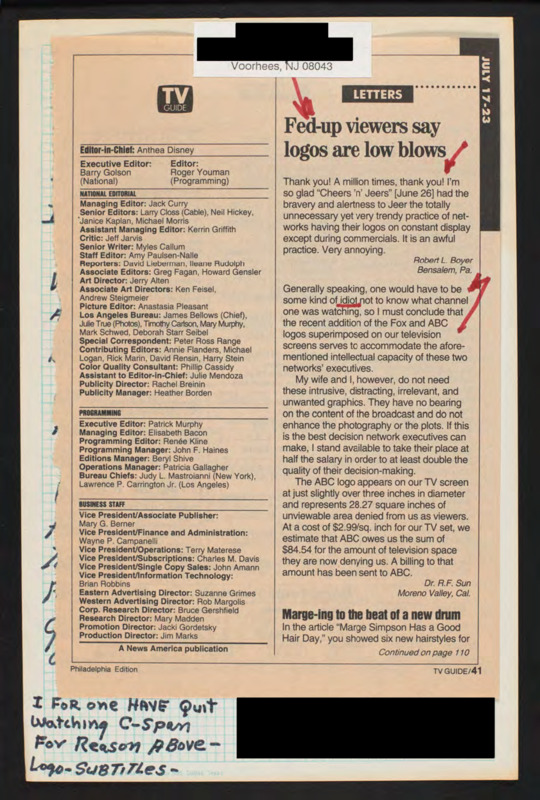 Voorhees, NJ 08043
TV
GUIDE
JULY 17-23
Editor-in-Chief: Anthea Disney
Executive Editor: Editor:
Barry Golson Roger Youman
(National) (Programming)
NATIONAL EDITORIAL
Managing Editor: Jack Curry
Senior Editors: Larry Closs (Cable), Neil Hickey,
Janice Kaplan, Michael Morris
Assistant Managing Editor: Kerrin Griffith
Critic: Jeff Jarvis
Senior Writer: Myles Callum
Staff Editor: Amy Paulsen-Nalle
Reporters: David Lieberman, Ileane Rudolph
Associate Editors: Greg Fagan, Howard Gensler
Art Director: Jerry Alten
Associate Art Directors: Ken Feisel,
Andrew Steigmeier
Picture Editor: Anastasia Pleasant
Los Angeles Bureau: James Bellows (Chief),
Julie True (Photos), Timothy Carlson, Mary Murphy,
Mark Schwed, Deborah Starr Seibel
Special Correspondent: Peter Ross Range
Contributing Editors: Annie Flanders, Michael
Logan, Rick Marin, David Rensin, Harry Stein
Color Quality Consultant: Phillip Cassidy
Assistant to Editor-in-Chief: Julie Mendoza
Publicity Director: Rachel Breinin
Publicity Manager: Heather Borden
PROGRAMMING
Executive Editor: Patrick Murphy
Managing Editor: Elisabeth Bacon
Programming Editor: Renée Kline
Programming Manager: John F. Haines
Editions Manager: Beryl Shive
Operations Manager: Patricia Gallagher
Bureau Chiefs: Judy L. Mastroianni (New York),
Lawrence P. Carrington Jr. (Los Angeles)
BUSINESS STAFF
Vice President/Associate Publisher:
Mary G. Berner
Vice President/Finance and Administration:
Wayne P. Campanelli
Vice President/Operations: Terry Materese
Vice President/Subscriptions: Charles M. Davis
Vice President/Single Copy Sales: John Amann
Vice President/Information Technology:
Brian Robbins
Eastern Advertising Director: Suzanne Grimes
Western Advertising Director: Rob Margolis
Corp. Research Director: Bruce Gershfield
Research Director: Mary Madden
Promotion Director: Jacki Gordetsky
Production Director: Jim Marks
A News America publication
LETTERS
Fed-up viewers say
logos are low blows
Thank you! A million times, thank you! I'm
so glad "Cheers 'n' Jeers" [June 26] had the
bravery and alertness to Jeer the totally
unnecessary yet very trendy practice of net-
works having their logos on constant display
except during commercials. It is an awful
practice. Very annoying.
Robert L. Boyer
Bensalem, Pa.
Generally speaking, one would have to be
some kind of idiot not to know what channel
one was watching, so I must conclude that
the recent addition of the Fox and ABC
logos superimposed on our television
screens serves to accommodate the afore-
mentioned intellectual capacity of these two
networks' executives.
My wife and I, however, do not need
these intrusive, distracting, irrelevant, and
unwanted graphics. They have no bearing
on the content of the broadcast and do not
enhance the photography or the plots. If this
is the best decision network executives can
make, I stand available to take their place at
half the salary in order to at least double the
quality of their decision-making.
The ABC logo appears on our TV screen
at just slightly over three inches in diameter
and represents 28.27 square inches of
unviewable area denied from us as viewers.
At a cost of $2.99/sq. inch for our TV set, we
estimate that ABC owes us the sum of
$84.54 for the amount of television space
they are now denying us. A billing to that
amount has been sent to ABC.
Dr. R.F. Sun
Moreno Valley, Cal.
Marge-ing to the beat of a new drum
In the article "Marge Simpson Has a Good
Hair Day," you showed six new hairstyles for
Continued on page 110
Philadelphia Edition
TV GUIDE/41
I FOR one HAVE Quit
Watching C-Span
For Reason Above-
Logo-SUBTITLES-